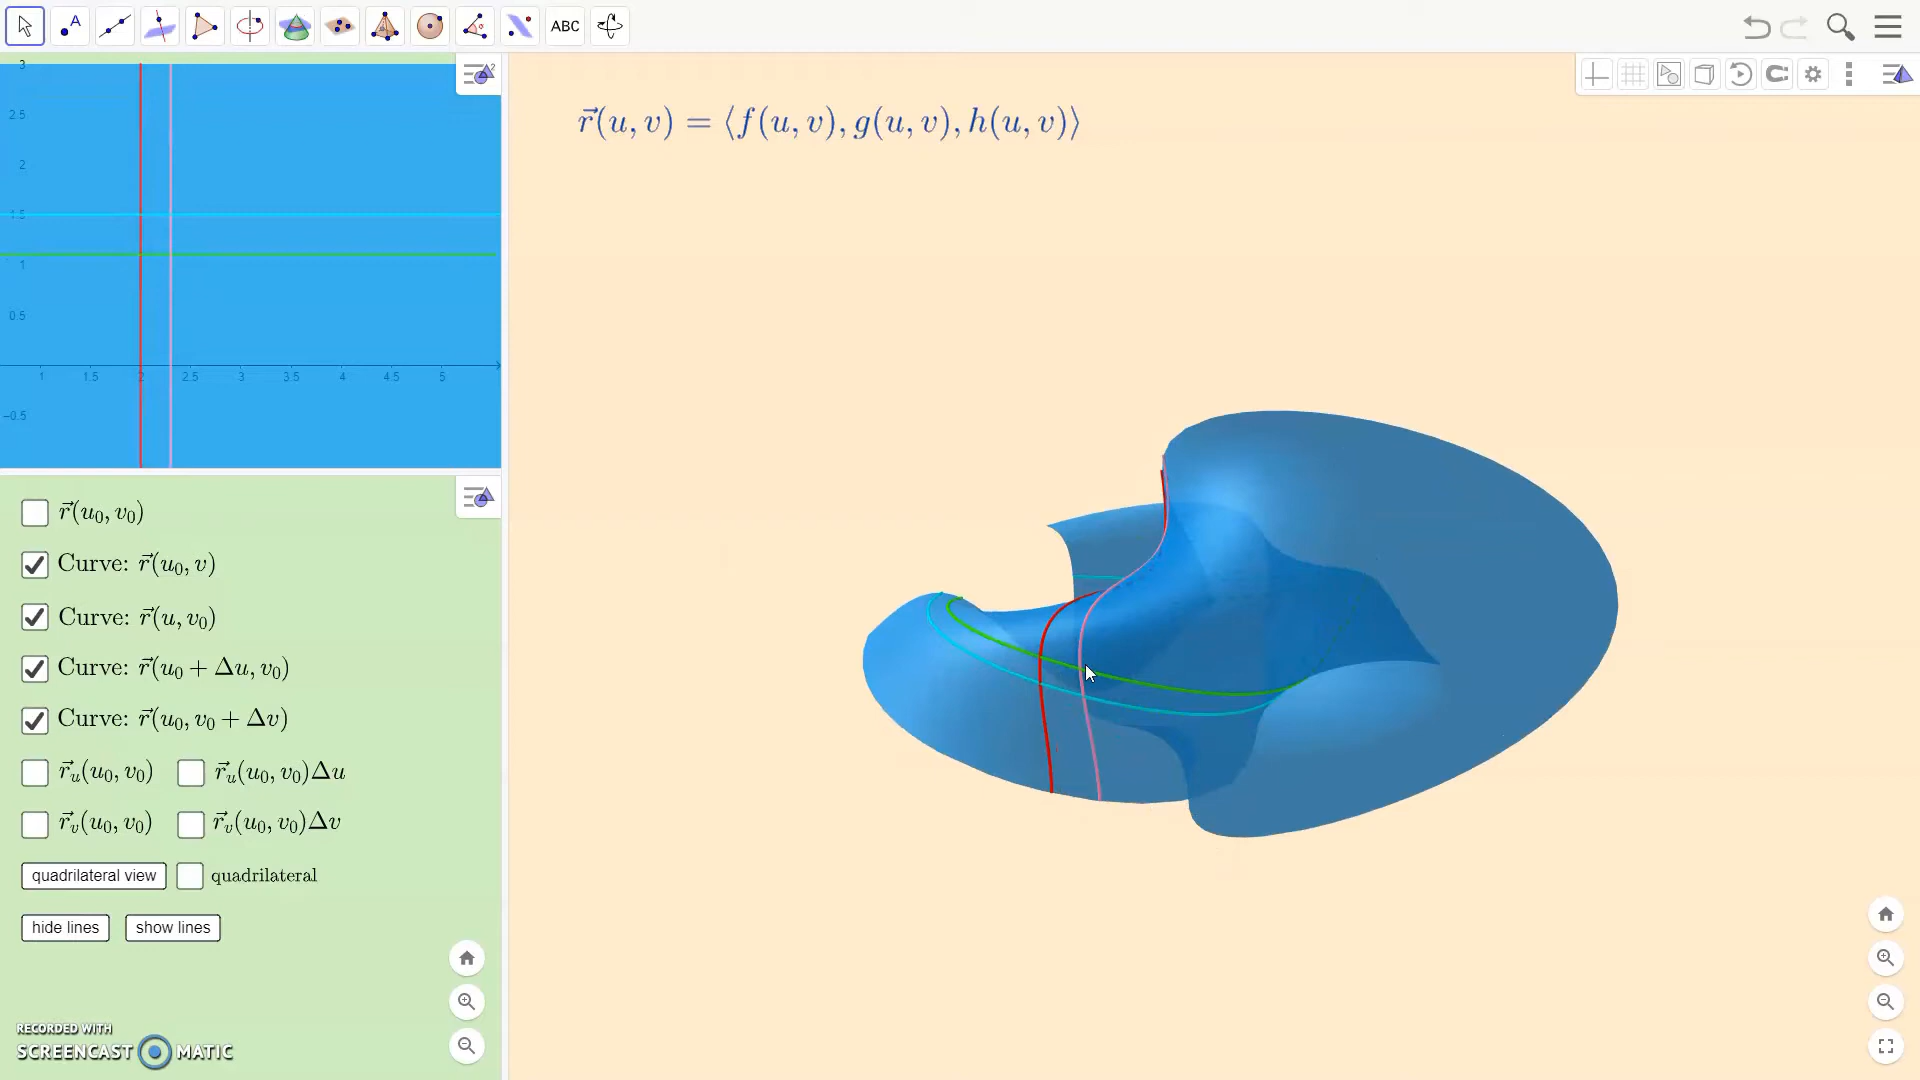 A
ABC
2
r⃗(u, v) = ⟨f(u, v), g(u, v), h(u, v)⟩
3
2.5
2
1.5
1
0.5
1 1.5 2 2.5 3 3.5 4 4.5 5
−0.5
r⃗(u₀, v₀)
Curve: r⃗(u₀, v)
Curve: r⃗(u, v₀)
Curve: r⃗(u₀ + Δu, v₀)
Curve: r⃗(u₀, v₀ + Δv)
r⃗ᵤ(u₀, v₀) r⃗ᵤ(u₀, v₀)Δu
r⃗ᵥ(u₀, v₀) r⃗ᵥ(u₀, v₀)Δv
quadrilateral view quadrilateral
hide lines show lines
RECORDED WITH
SCREENCAST MATIC